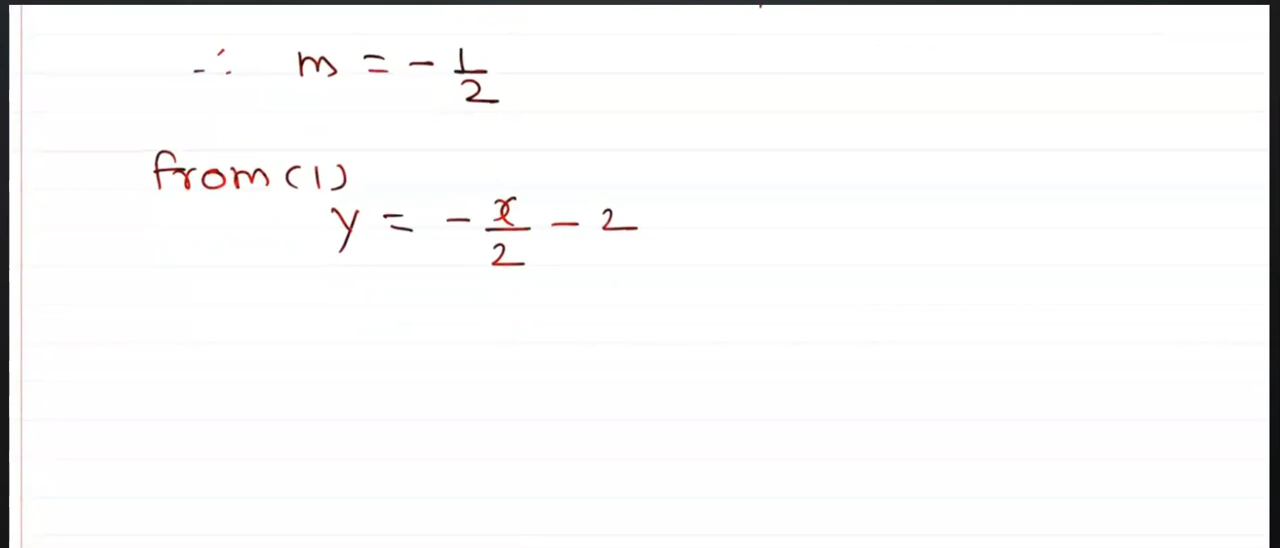 ∴ m = - 1/2
from (1)
y = - x/2 - 2